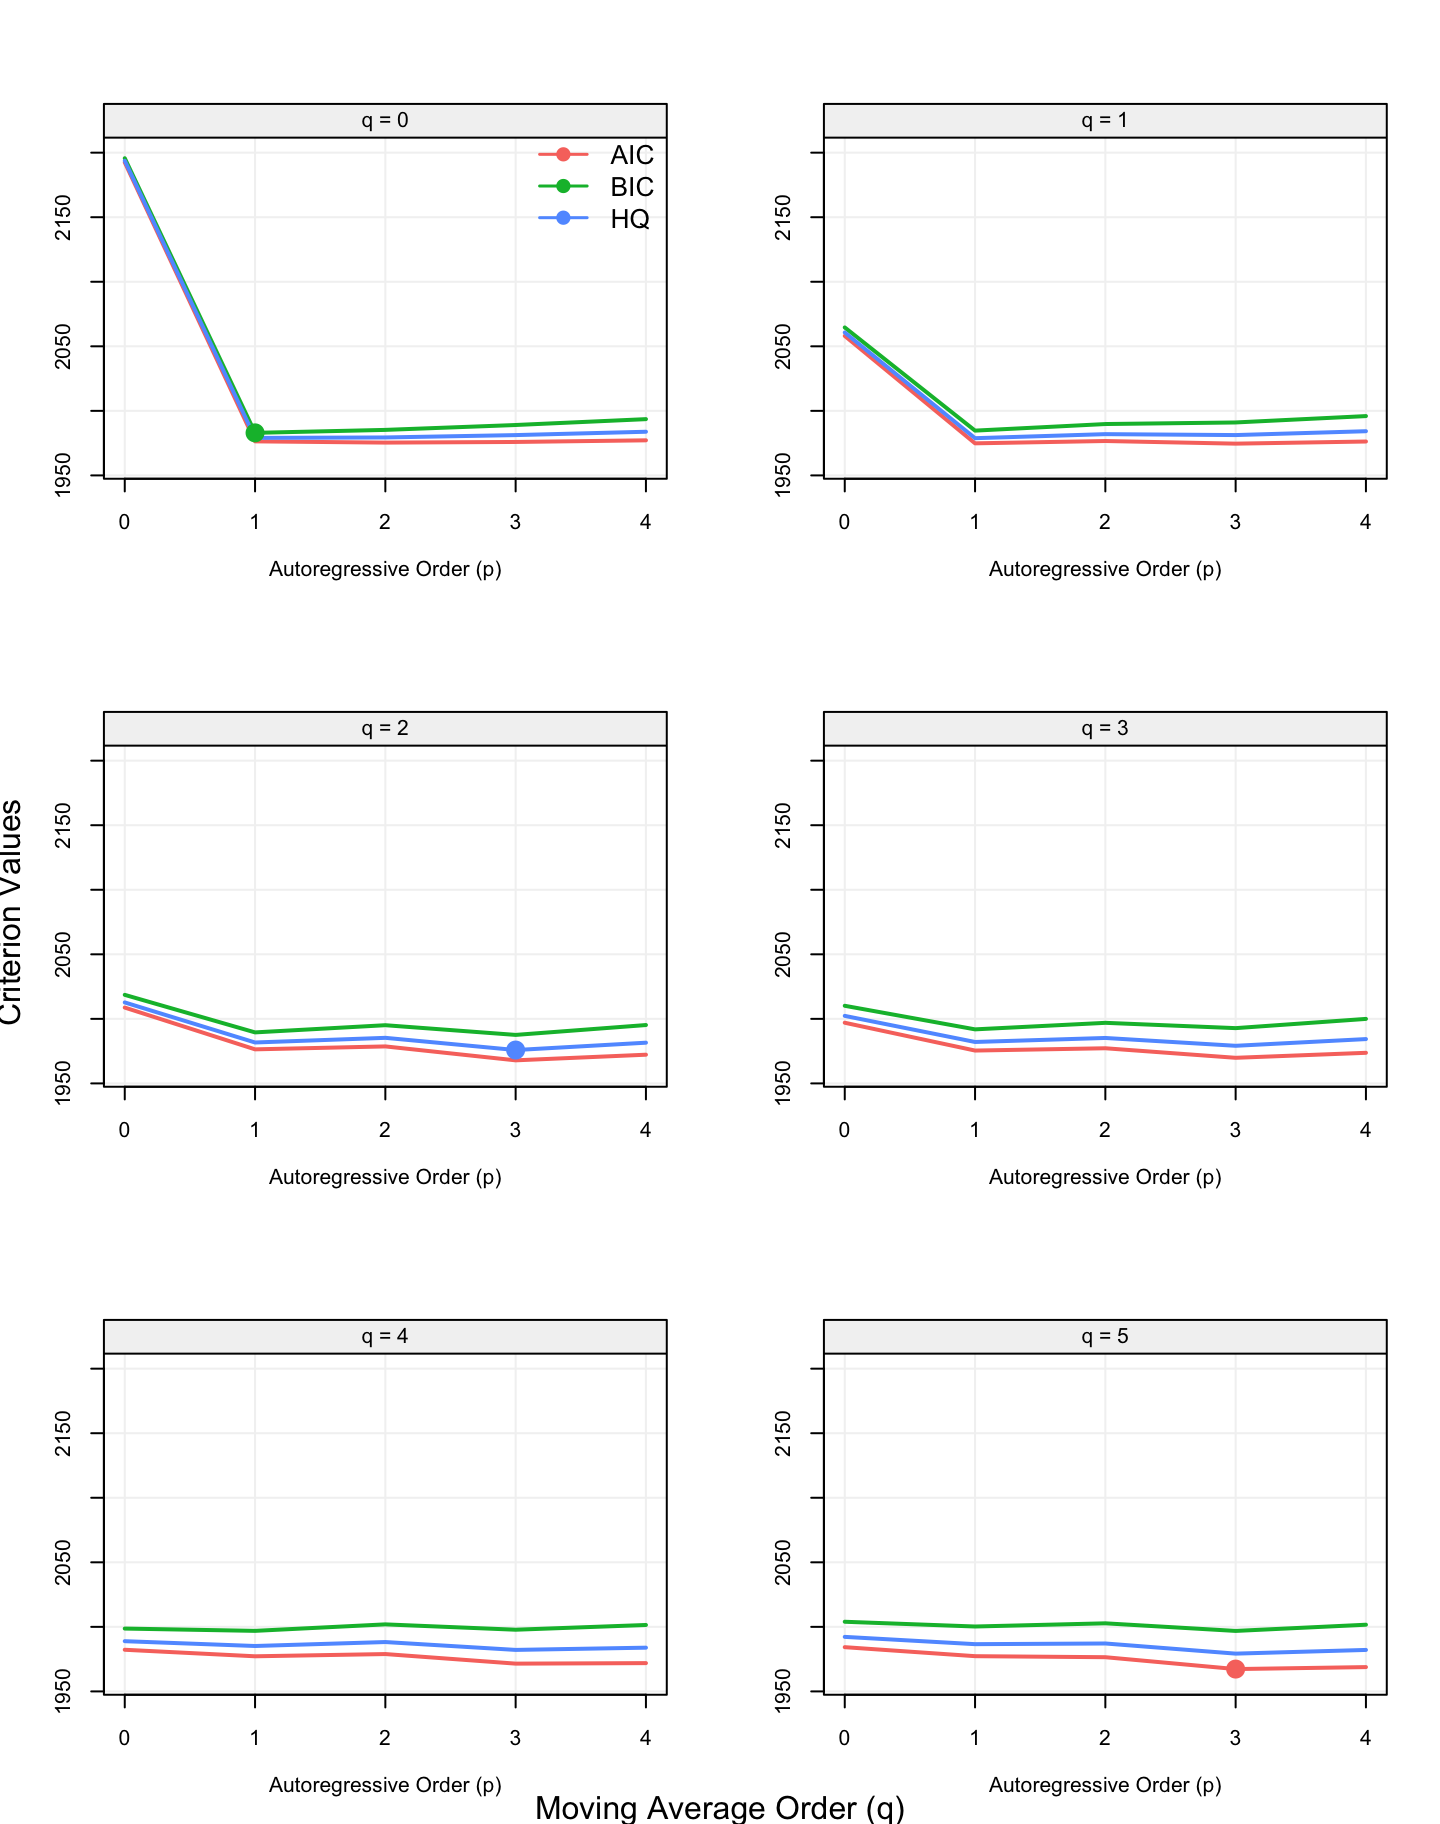 q = 0
AIC
BIC
HQ
2150
2050
1950
0 1 2 3 4
Autoregressive Order (p)
q = 1
2150
2050
1950
0 1 2 3 4
Autoregressive Order (p)
Criterion Values
q = 2
2150
2050
1950
0 1 2 3 4
Autoregressive Order (p)
q = 3
2150
2050
1950
0 1 2 3 4
Autoregressive Order (p)
q = 4
2150
2050
1950
0 1 2 3 4
Autoregressive Order (p)
q = 5
2150
2050
1950
0 1 2 3 4
Autoregressive Order (p)
Moving Average Order (q)